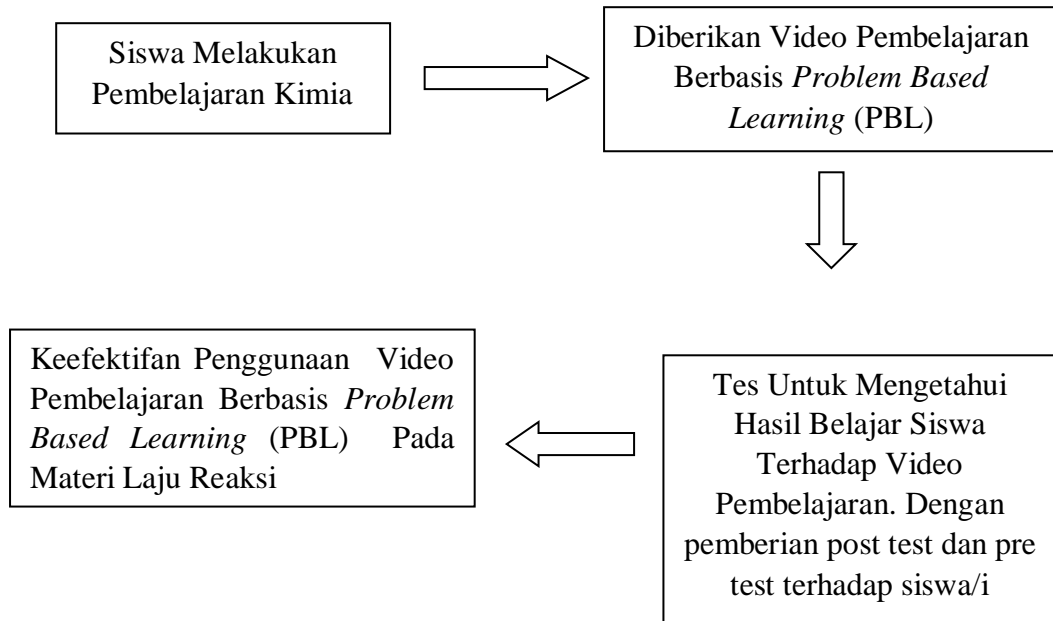 Siswa Melakukan
Pembelajaran Kimia
Diberikan Video Pembelajaran
Berbasis Problem Based
Learning (PBL)
Tes Untuk Mengetahui
Hasil Belajar Siswa
Terhadap Video
Pembelajaran. Dengan
pemberian post test dan pre
test terhadap siswa/i
Keefektifan Penggunaan Video
Pembelajaran Berbasis Problem
Based Learning (PBL) Pada
Materi Laju Reaksi